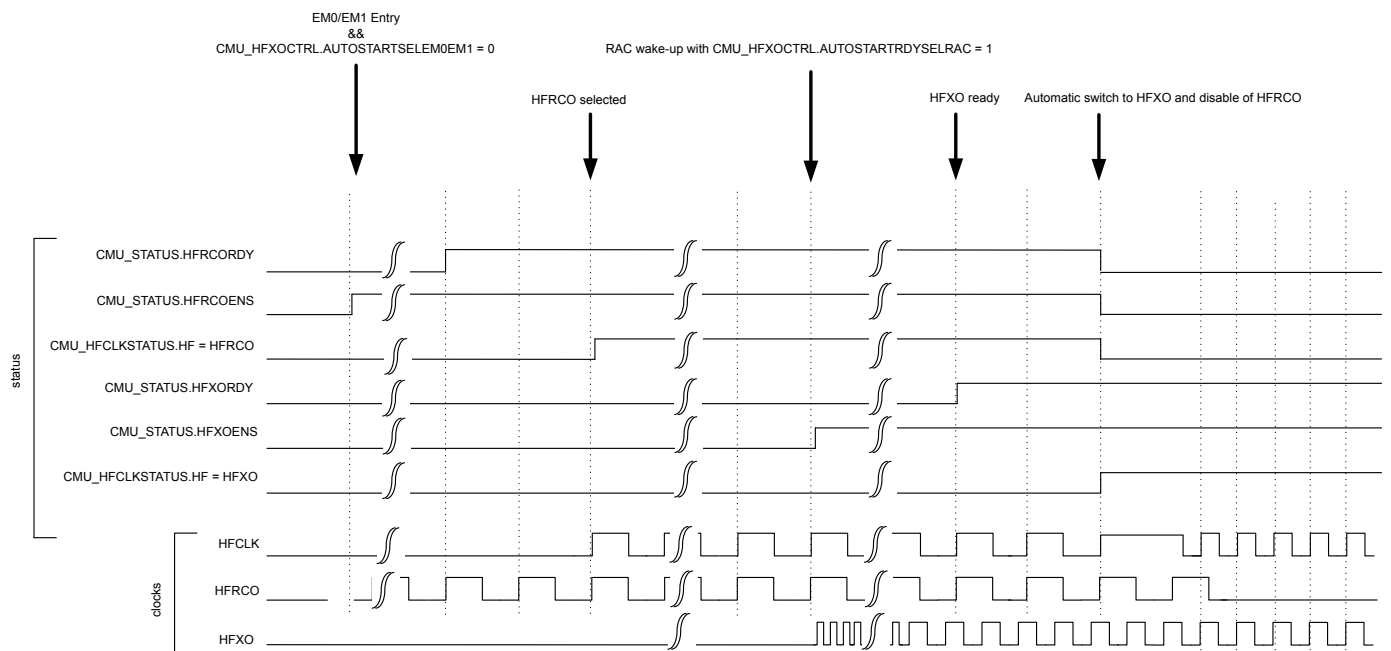 EM0/EM1 Entry
&&
CMU_HFXOCTRL.AUTOSTARTSELEM0EM1 = 0
RAC wake-up with CMU_HFXOCTRL.AUTOSTARTRDYSELRAC = 1
HFRCO selected
HFXO ready
Automatic switch to HFXO and disable of HFRCO
status
CMU_STATUS.HFRCORDY
CMU_STATUS.HFRCOENS
CMU_HFCLKSTATUS.HF = HFRCO
CMU_STATUS.HFXORDY
CMU_STATUS.HFXOENS
CMU_HFCLKSTATUS.HF = HFXO
clocks
HFCLK
HFRCO
HFXO